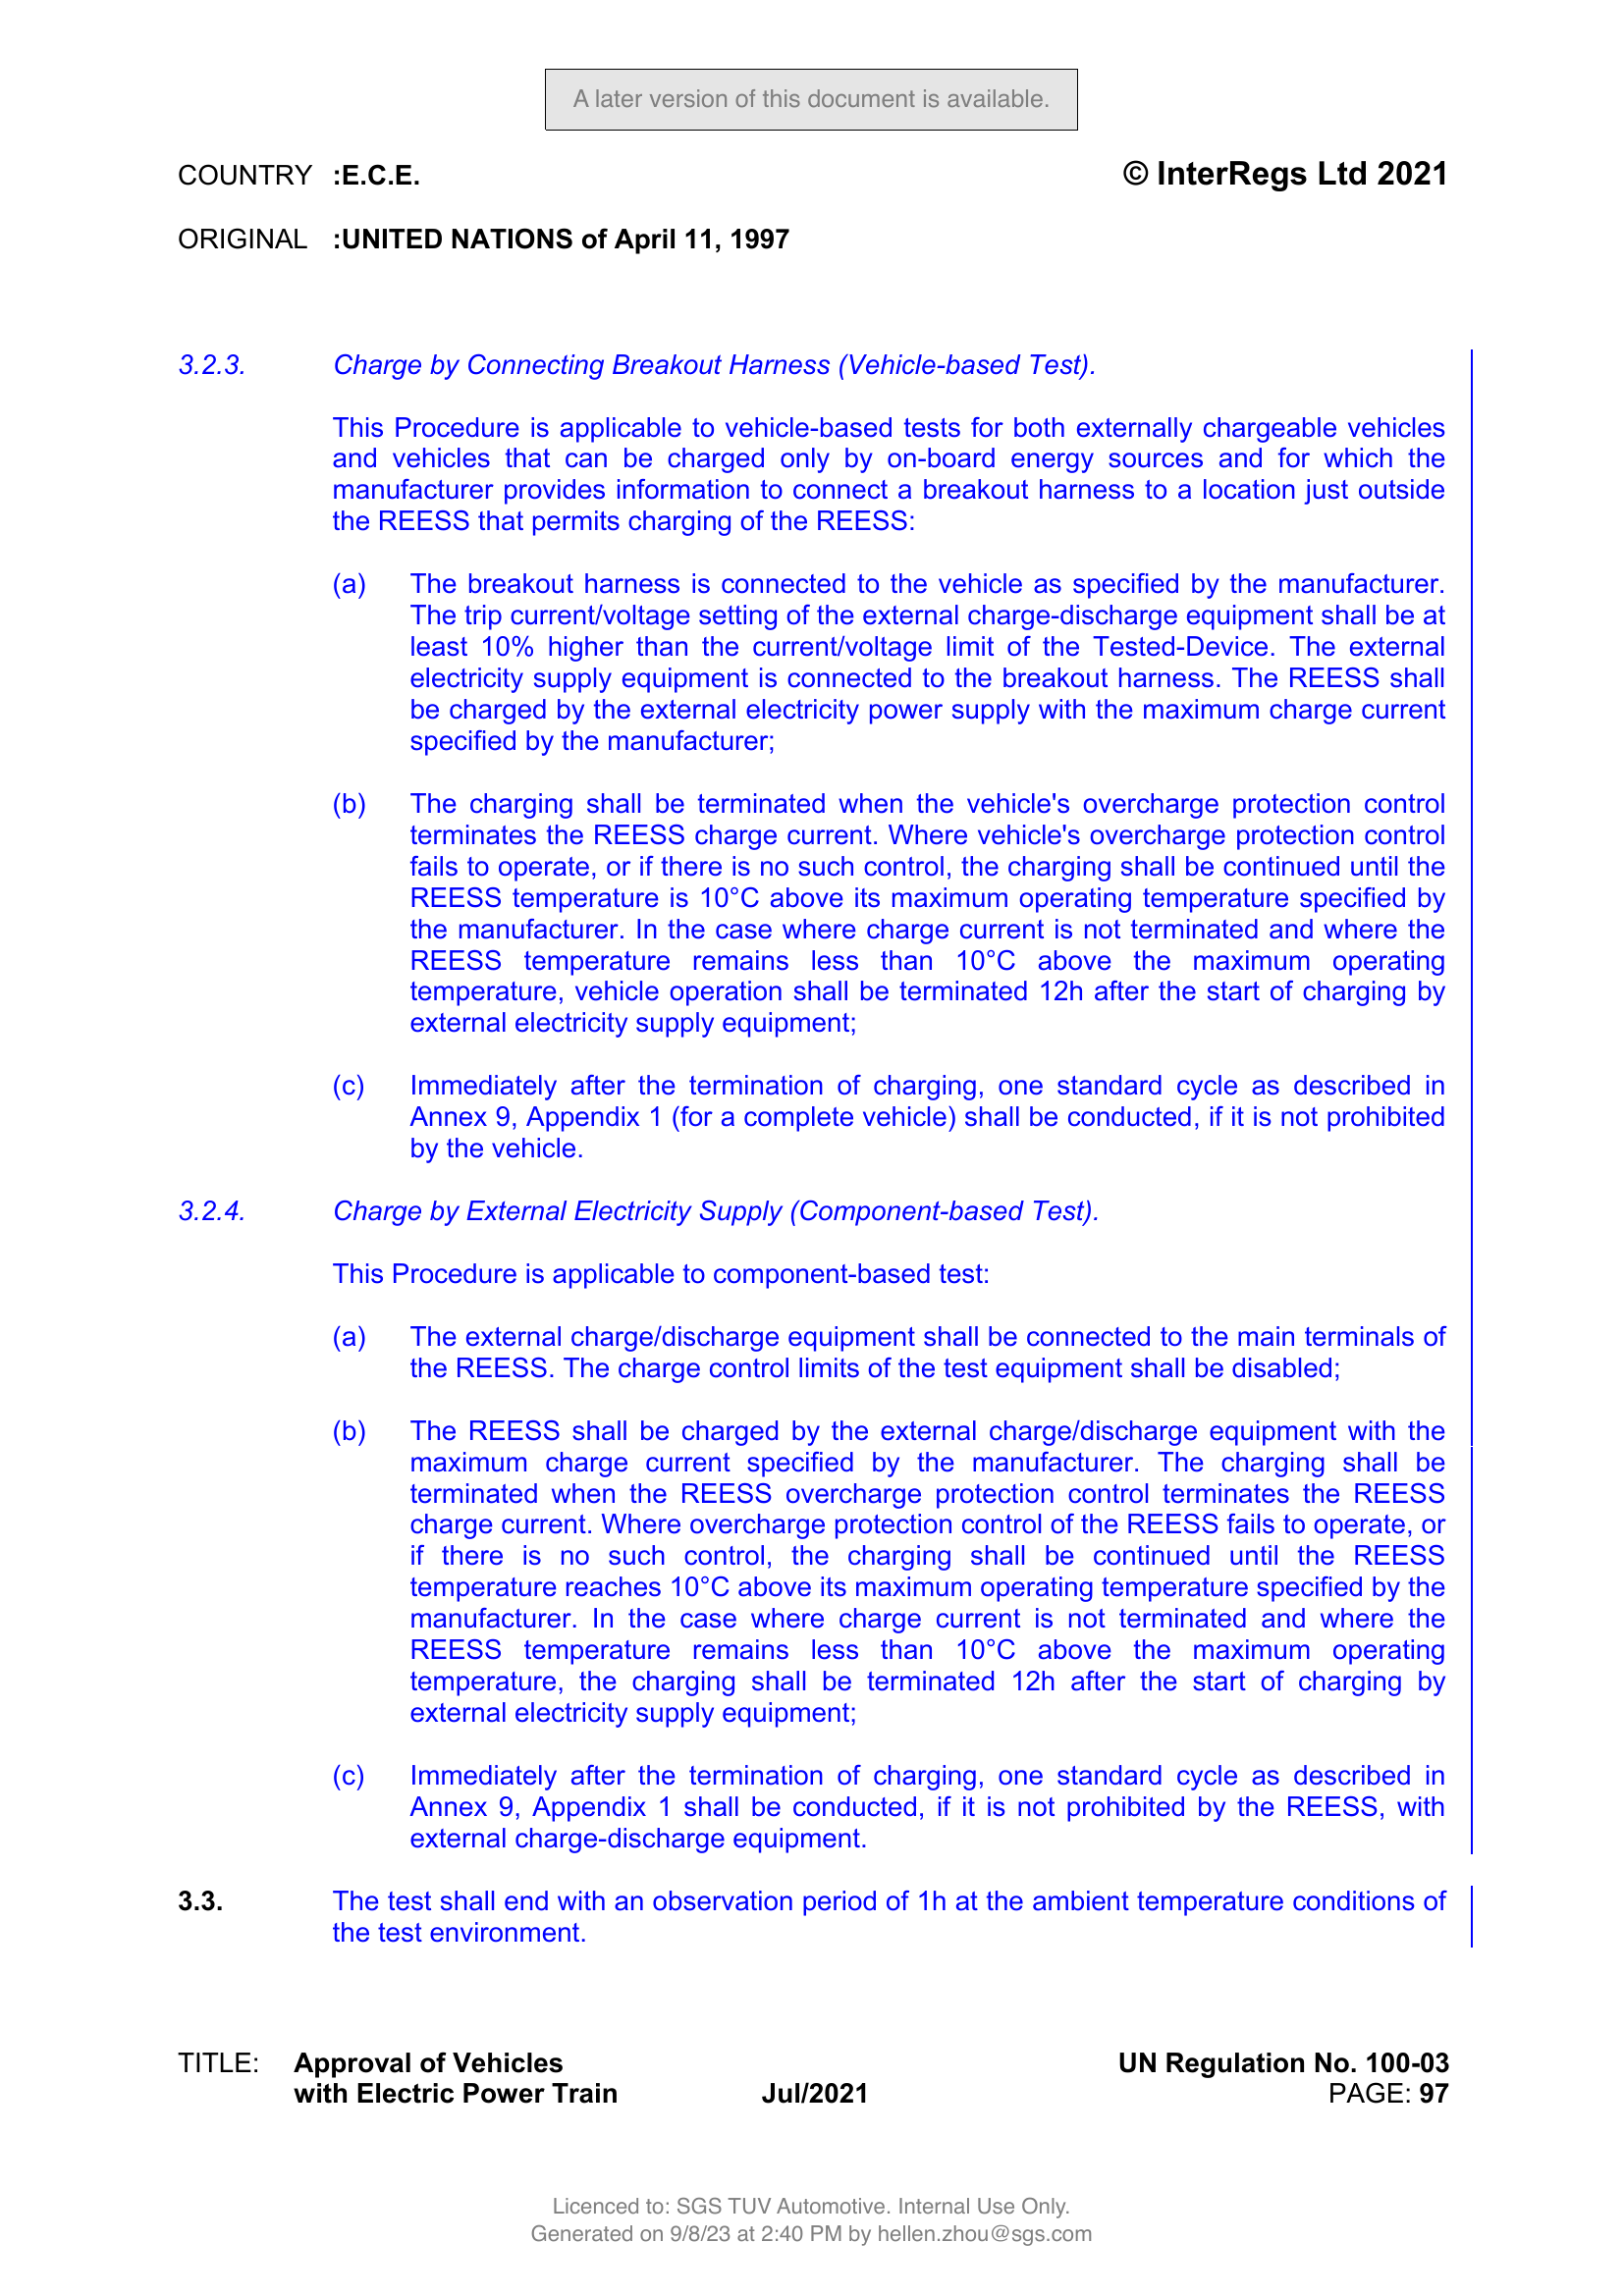 A later version of this document is available.
COUNTRY :E.C.E. © InterRegs Ltd 2021
ORIGINAL :UNITED NATIONS of April 11, 1997
3.2.3. Charge by Connecting Breakout Harness (Vehicle-based Test).
This Procedure is applicable to vehicle-based tests for both externally chargeable vehicles
and vehicles that can be charged only by on-board energy sources and for which the
manufacturer provides information to connect a breakout harness to a location just outside
the REESS that permits charging of the REESS:
(a) The breakout harness is connected to the vehicle as specified by the manufacturer.
The trip current/voltage setting of the external charge-discharge equipment shall be at
least 10% higher than the current/voltage limit of the Tested-Device. The external
electricity supply equipment is connected to the breakout harness. The REESS shall
be charged by the external electricity power supply with the maximum charge current
specified by the manufacturer;
(b) The charging shall be terminated when the vehicle's overcharge protection control
terminates the REESS charge current. Where vehicle's overcharge protection control
fails to operate, or if there is no such control, the charging shall be continued until the
REESS temperature is 10°C above its maximum operating temperature specified by
the manufacturer. In the case where charge current is not terminated and where the
REESS temperature remains less than 10°C above the maximum operating
temperature, vehicle operation shall be terminated 12h after the start of charging by
external electricity supply equipment;
(c) Immediately after the termination of charging, one standard cycle as described in
Annex 9, Appendix 1 (for a complete vehicle) shall be conducted, if it is not prohibited
by the vehicle.
3.2.4. Charge by External Electricity Supply (Component-based Test).
This Procedure is applicable to component-based test:
(a) The external charge/discharge equipment shall be connected to the main terminals of
the REESS. The charge control limits of the test equipment shall be disabled;
(b) The REESS shall be charged by the external charge/discharge equipment with the
maximum charge current specified by the manufacturer. The charging shall be
terminated when the REESS overcharge protection control terminates the REESS
charge current. Where overcharge protection control of the REESS fails to operate, or
if there is no such control, the charging shall be continued until the REESS
temperature reaches 10°C above its maximum operating temperature specified by the
manufacturer. In the case where charge current is not terminated and where the
REESS temperature remains less than 10°C above the maximum operating
temperature, the charging shall be terminated 12h after the start of charging by
external electricity supply equipment;
(c) Immediately after the termination of charging, one standard cycle as described in
Annex 9, Appendix 1 shall be conducted, if it is not prohibited by the REESS, with
external charge-discharge equipment.
3.3. The test shall end with an observation period of 1h at the ambient temperature conditions of
the test environment.
TITLE: Approval of Vehicles UN Regulation No. 100-03
with Electric Power Train Jul/2021 PAGE: 97
Licenced to: SGS TUV Automotive. Internal Use Only.
Generated on 9/8/23 at 2:40 PM by hellen.zhou@sgs.com